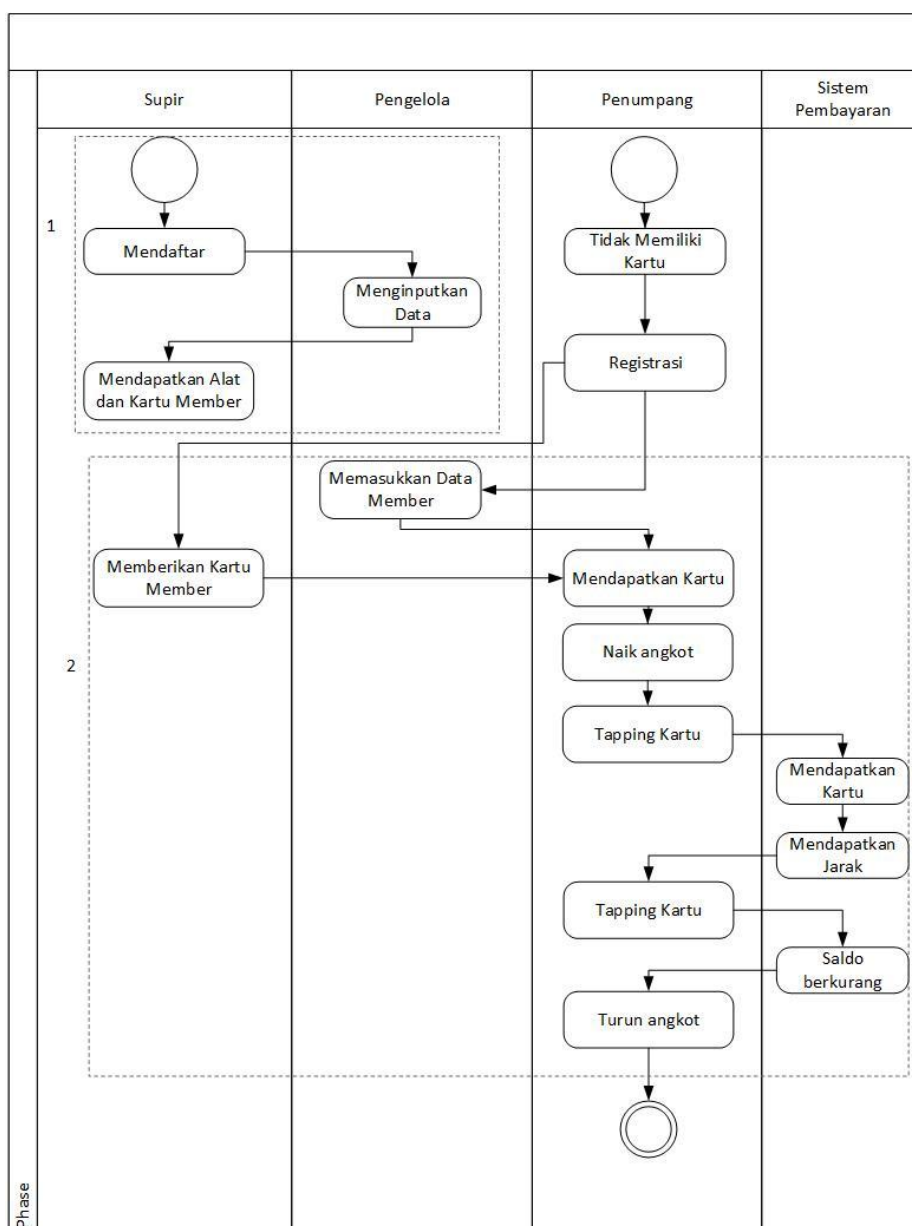 Supir
Pengelola
Penumpang
Sistem
Pembayaran
1
Mendaftar
Tidak Memiliki
Kartu
Menginputkan
Data
Mendapatkan Alat
dan Kartu Member
Registrasi
Memasukkan Data
Member
Memberikan Kartu
Member
Mendapatkan Kartu
2
Naik angkot
Tapping Kartu
Mendapatkan
Kartu
Mendapatkan
Jarak
Tapping Kartu
Saldo
berkurang
Turun angkot
Phase